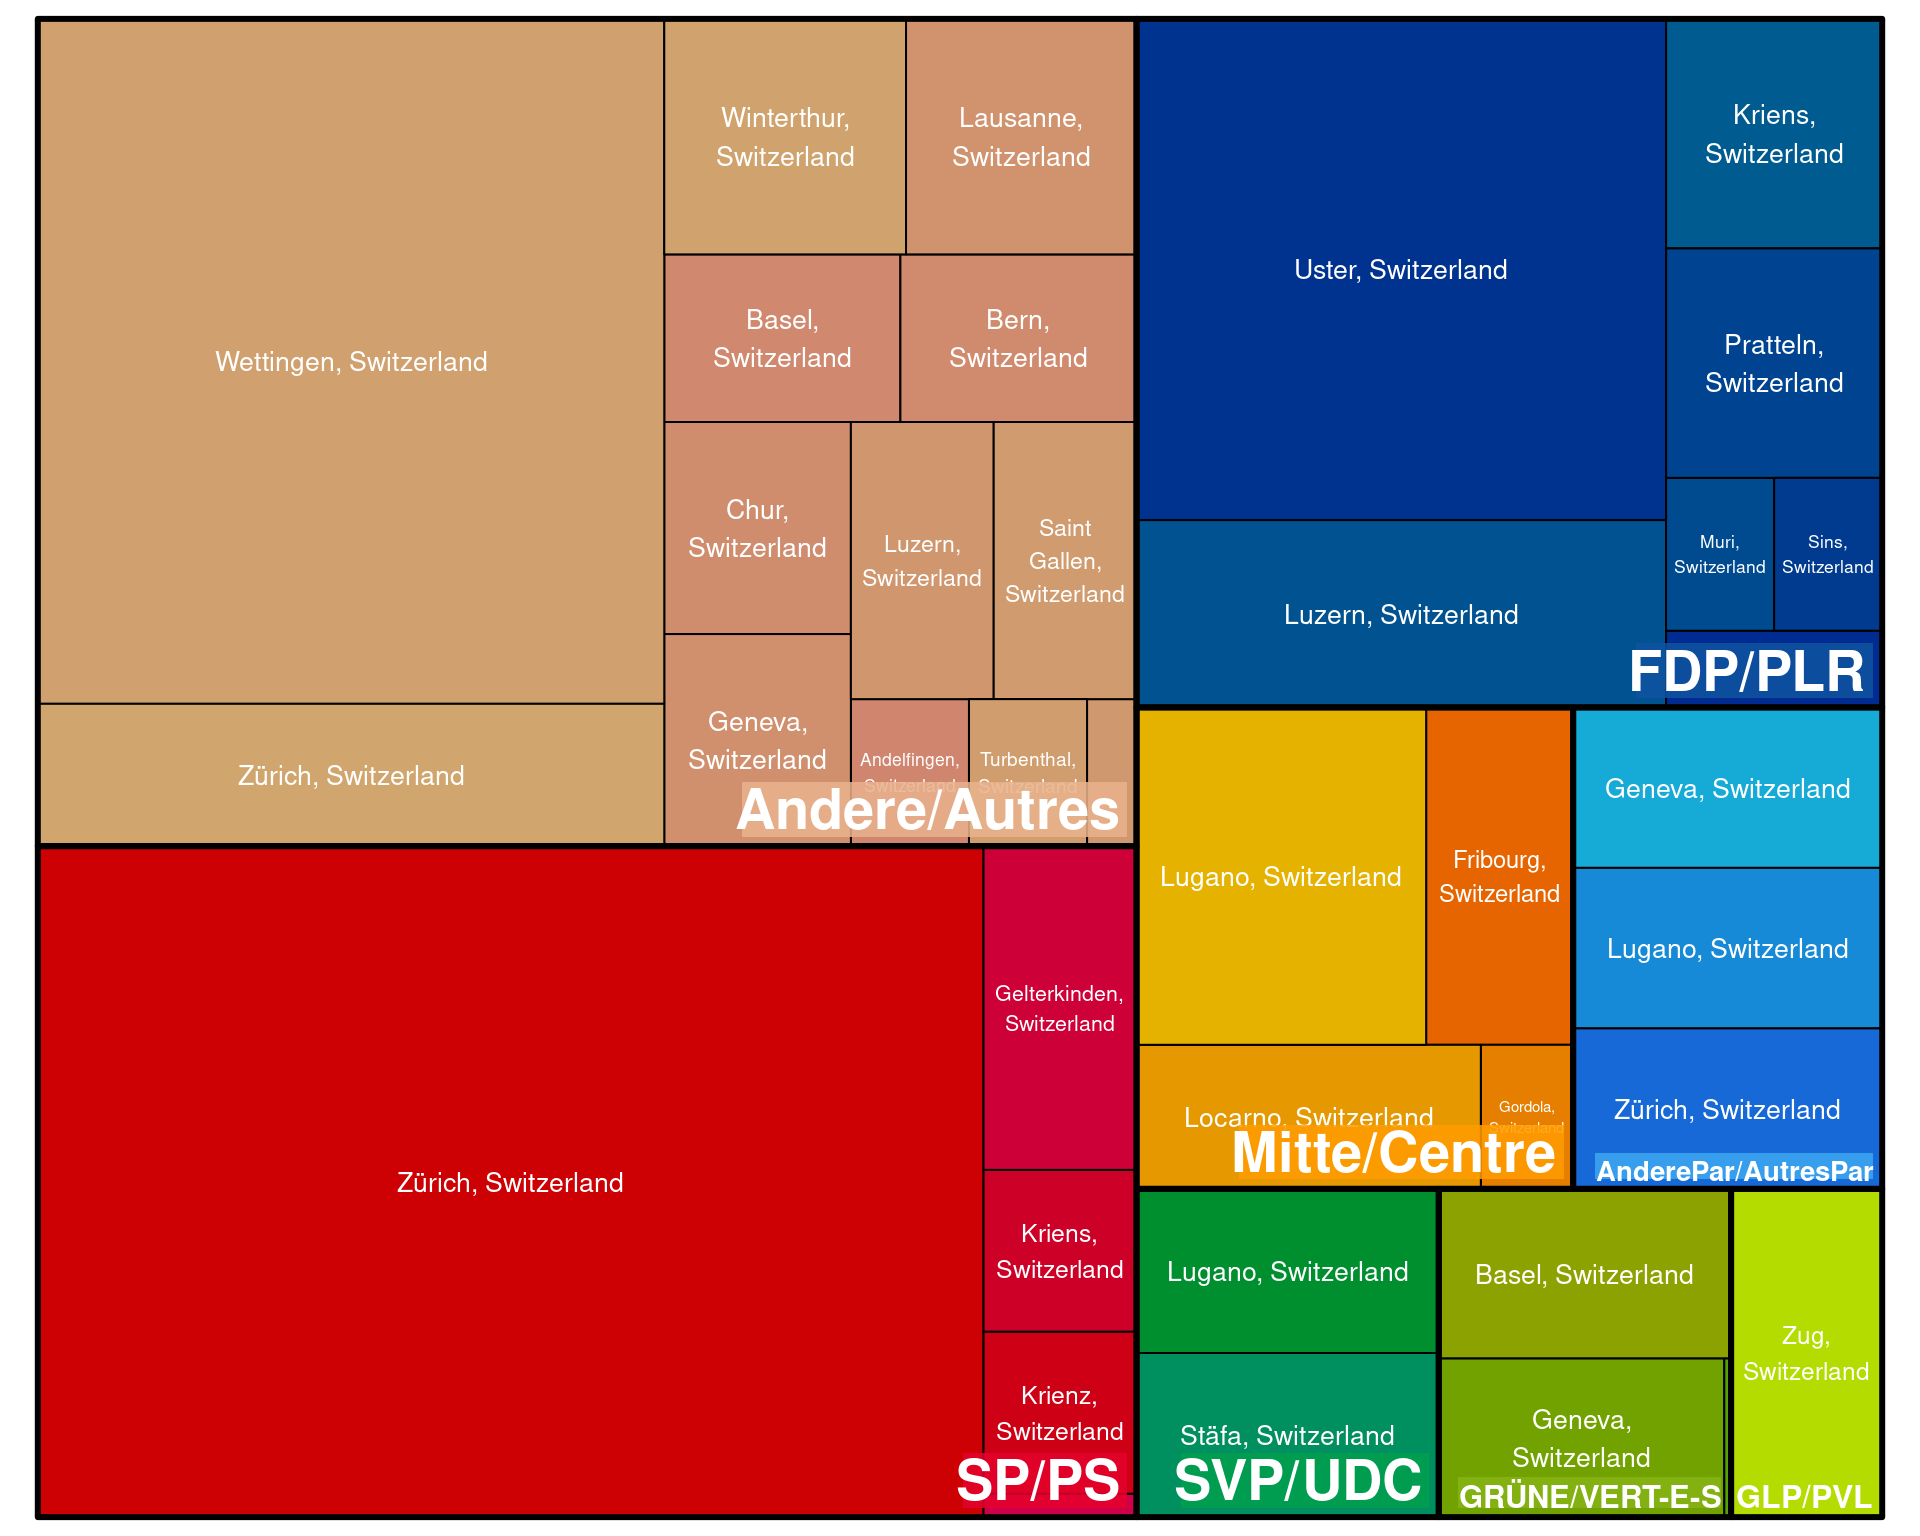 Wettingen, Switzerland
Zürich, Switzerland
Winterthur,
Switzerland
Lausanne,
Switzerland
Basel,
Switzerland
Bern,
Switzerland
Chur,
Switzerland
Luzern,
Switzerland
Saint
Gallen,
Switzerland
Geneva,
Switzerland
Andelfingen,
Switzerland
Turbenthal,
Switzerland
Andere/Autres
Uster, Switzerland
Luzern, Switzerland
Kriens,
Switzerland
Pratteln,
Switzerland
Muri,
Switzerland
Sins,
Switzerland
FDP/PLR
Zürich, Switzerland
Gelterkinden,
Switzerland
Kriens,
Switzerland
Krienz,
Switzerland
SP/PS
Lugano, Switzerland
Fribourg,
Switzerland
Locarno, Switzerland
Gordola,
Switzerland
Mitte/Centre
Geneva, Switzerland
Lugano, Switzerland
Zürich, Switzerland
AnderePar/AutresPar
Lugano, Switzerland
Stäfa, Switzerland
SVP/UDC
Basel, Switzerland
Geneva,
Switzerland
GRÜNE/VERT-E-S
Zug,
Switzerland
GLP/PVL